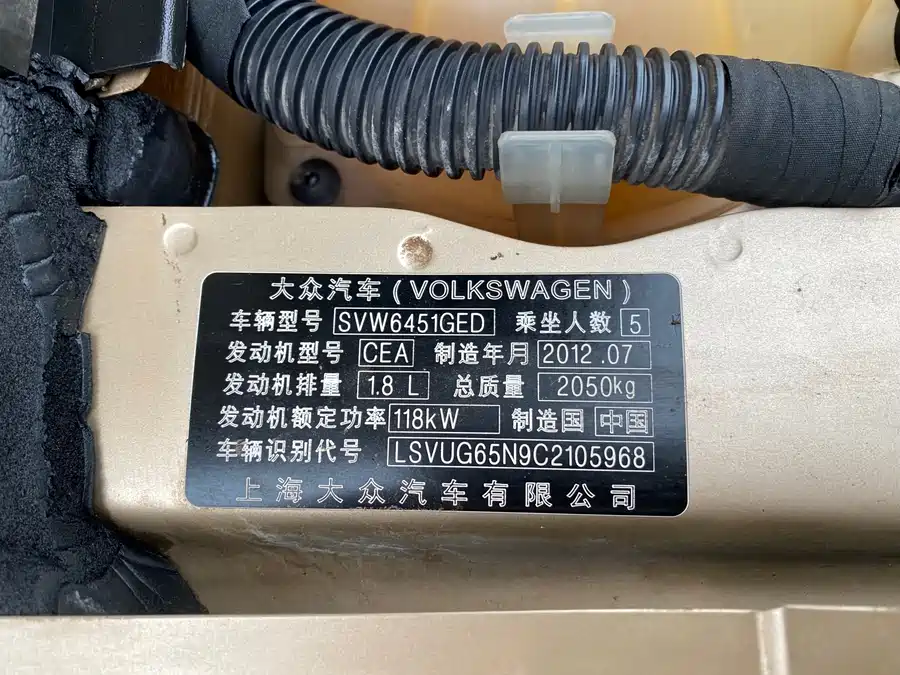 大众汽车(VOLKSWAGEN)
车辆型号 SVW6451GED 乘坐人数 5
发动机型号 CEA 制造年月 2012.07
发动机排量 1.8 L 总质量 2050kg
发动机额定功率 118kW 制造国 中国
车辆识别代号 LSVUG65N9C2105968
上海大众汽车有限公司